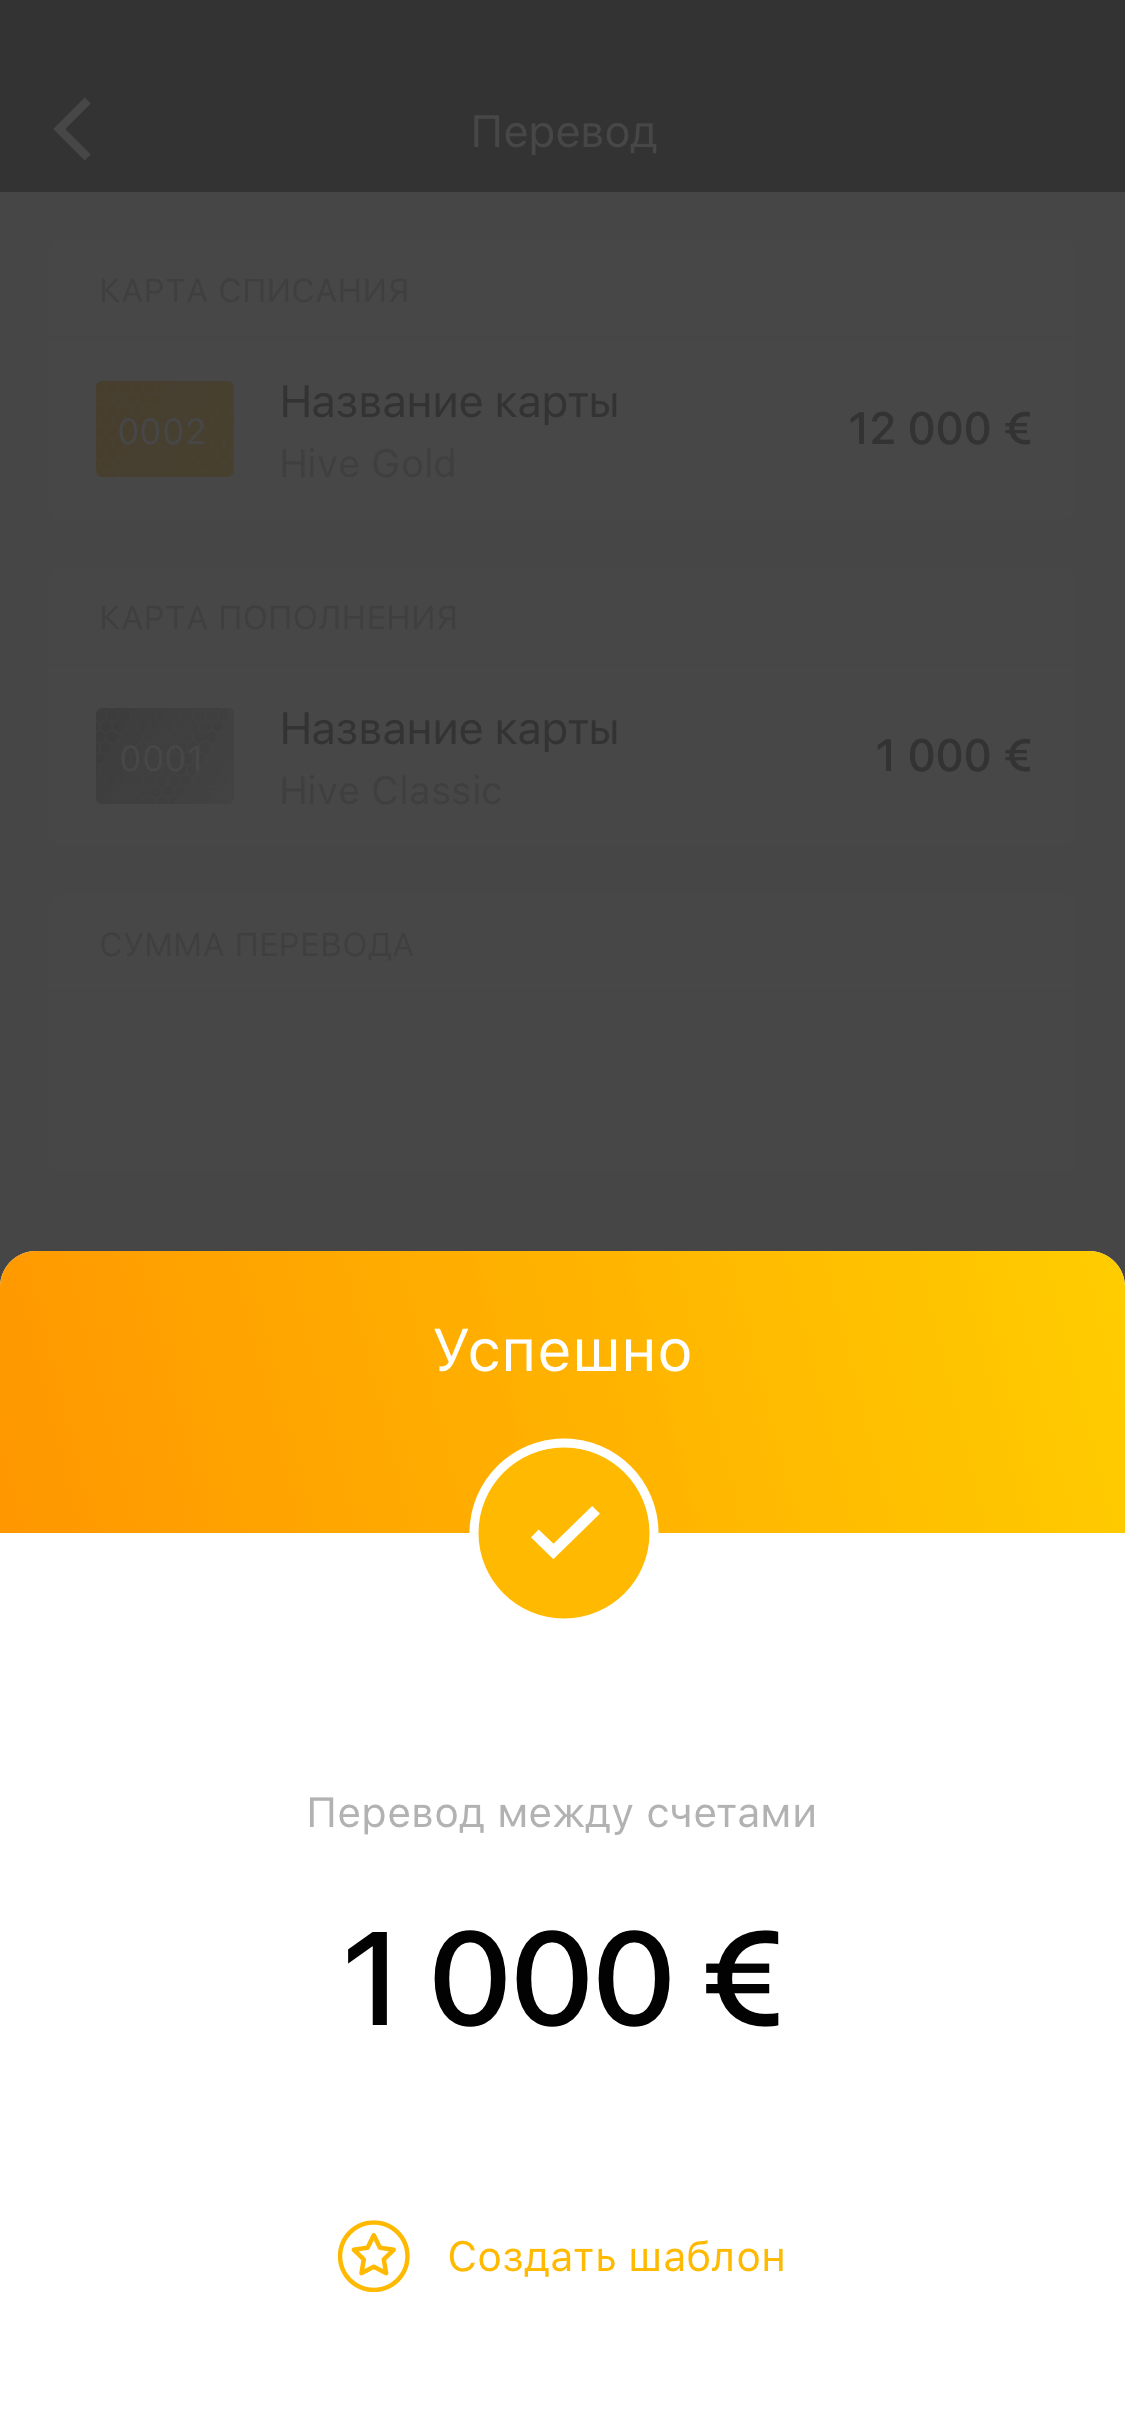 Перевод
КАРТА СПИСАНИЯ
0002
Название карты
Hive Gold
12 000 €
КАРТА ПОПОЛНЕНИЯ
0001
Название карты
Hive Classic
1 000 €
СУММА ПЕРЕВОДА
Успешно
Перевод между счетами
1 000 €
Создать шаблон